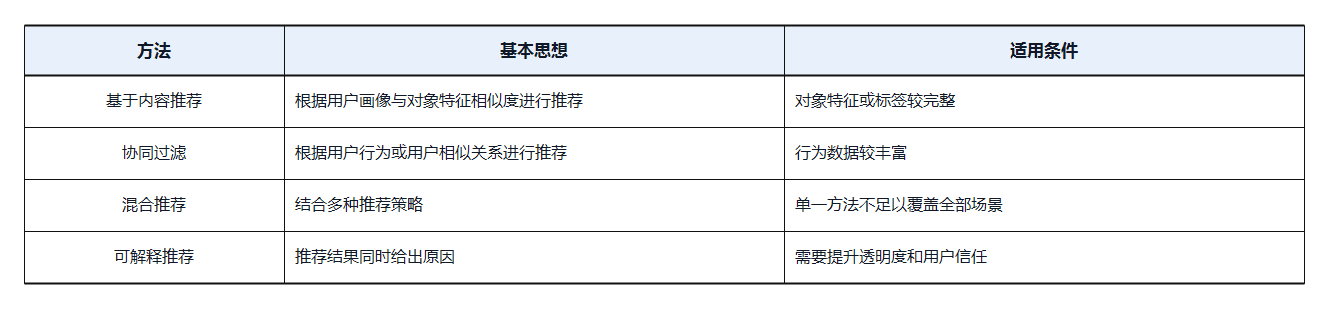 方法 基本思想 适用条件
基于内容推荐 根据用户画像与对象特征相似度进行推荐 对象特征或标签较完整
协同过滤 根据用户行为或用户相似关系进行推荐 行为数据较丰富
混合推荐 结合多种推荐策略 单一方法不足以覆盖全部场景
可解释推荐 推荐结果同时给出原因 需要提升透明度和用户信任